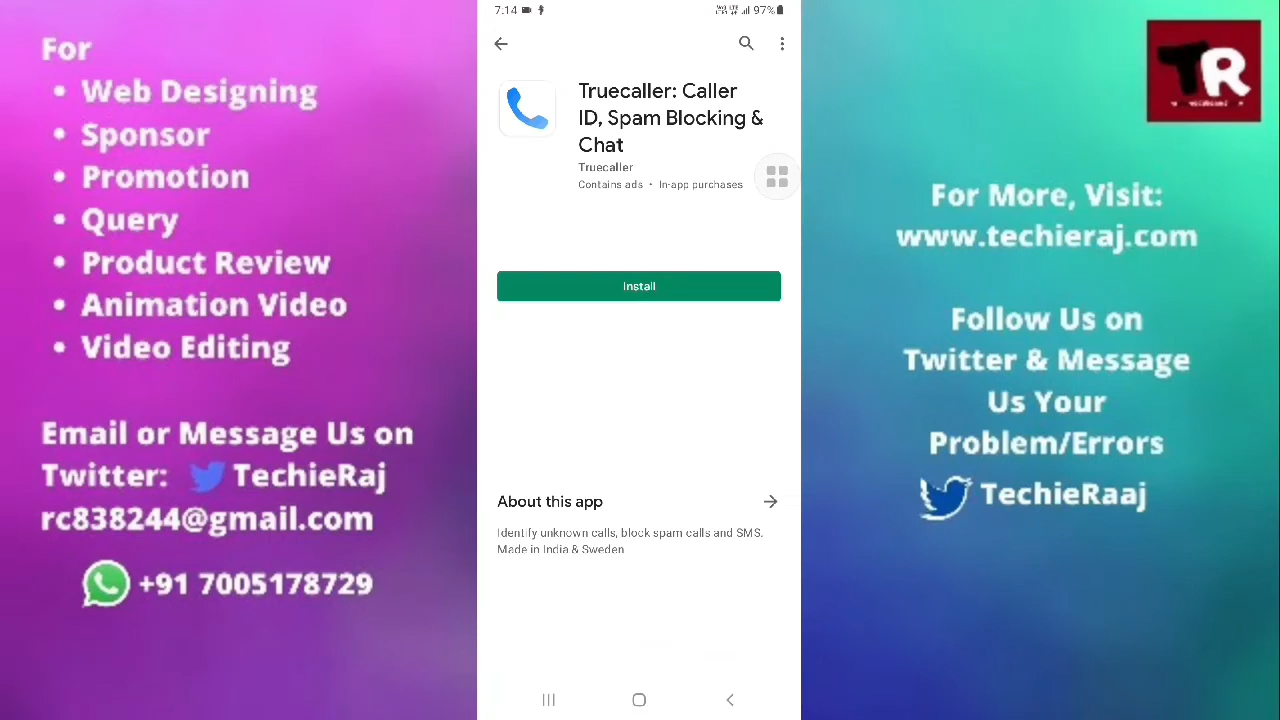 For
• Web Designing
• Sponsor
• Promotion
• Query
• Product Review
• Animation Video
• Video Editing
Email or Message Us on
Twitter: TechieRaj
rc838244@gmail.com
+91 7005178729
7:14
97%
Truecaller: Caller
ID, Spam Blocking &
Chat
Truecaller
Contains ads • In-app purchases
Install
About this app
Identify unknown calls, block spam calls and SMS.
Made in India & Sweden
TR
For More, Visit:
www.techieraj.com
Follow Us on
Twitter & Message
Us Your
Problem/Errors
TechieRaaj